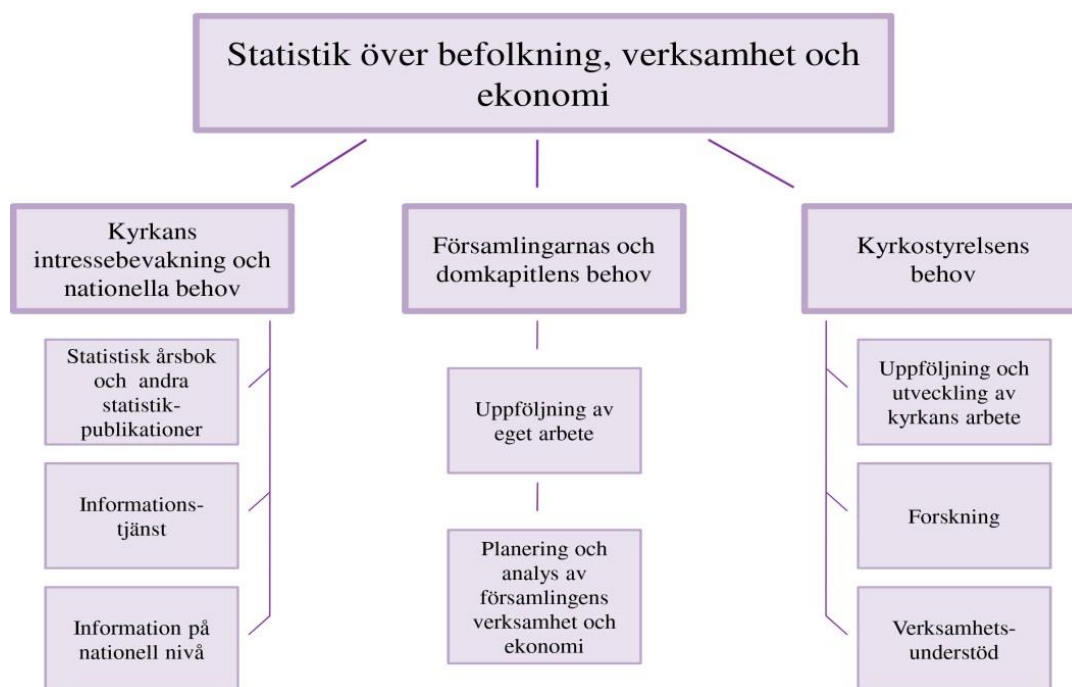 Statistik över befolkning, verksamhet och
ekonomi
Kyrkans
intressebevakning och
nationella behov
Statistisk årsbok
och andra
statistik-
publikationer
Informations-
tjänst
Information på
nationell nivå
Församlingarnas och
domkapitlens behov
Uppföljning av
eget arbete
Planering och
analys av
församlingens
verksamhet och
ekonomi
Kyrkostyrelsens
behov
Uppföljning och
utveckling av
kyrkans arbete
Forskning
Verksamhets-
understöd